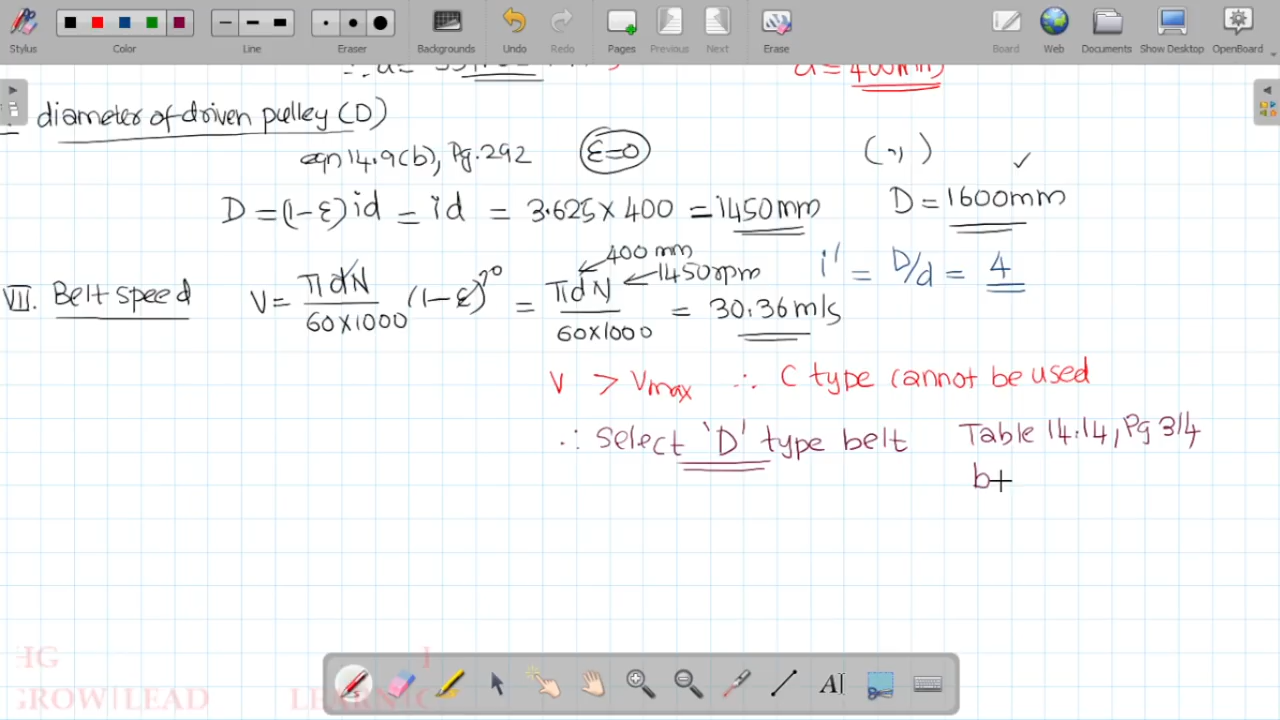 Stylus Color Line Eraser Backgrounds Undo Redo Pages Previous Next Erase Board Web Documents Show Desktop OpenBoard
d = 400mm
diameter of driven pulley (D)
eqn 14.9(b), Pg.292 ε=0
D = (1-ε)id = id = 3.625 x 400 = 1450mm D = 1600mm ✓
VII. Belt speed V = πdN / 60x1000 (1-ε)^0 = πdN / 60x1000 = 30.36 m/s
400 mm
1450rpm
i' = D/d = 4
V > Vmax ∴ C type cannot be used
∴ Select 'D' type belt Table 14.14, Pg 314
b
GROW|LEAD